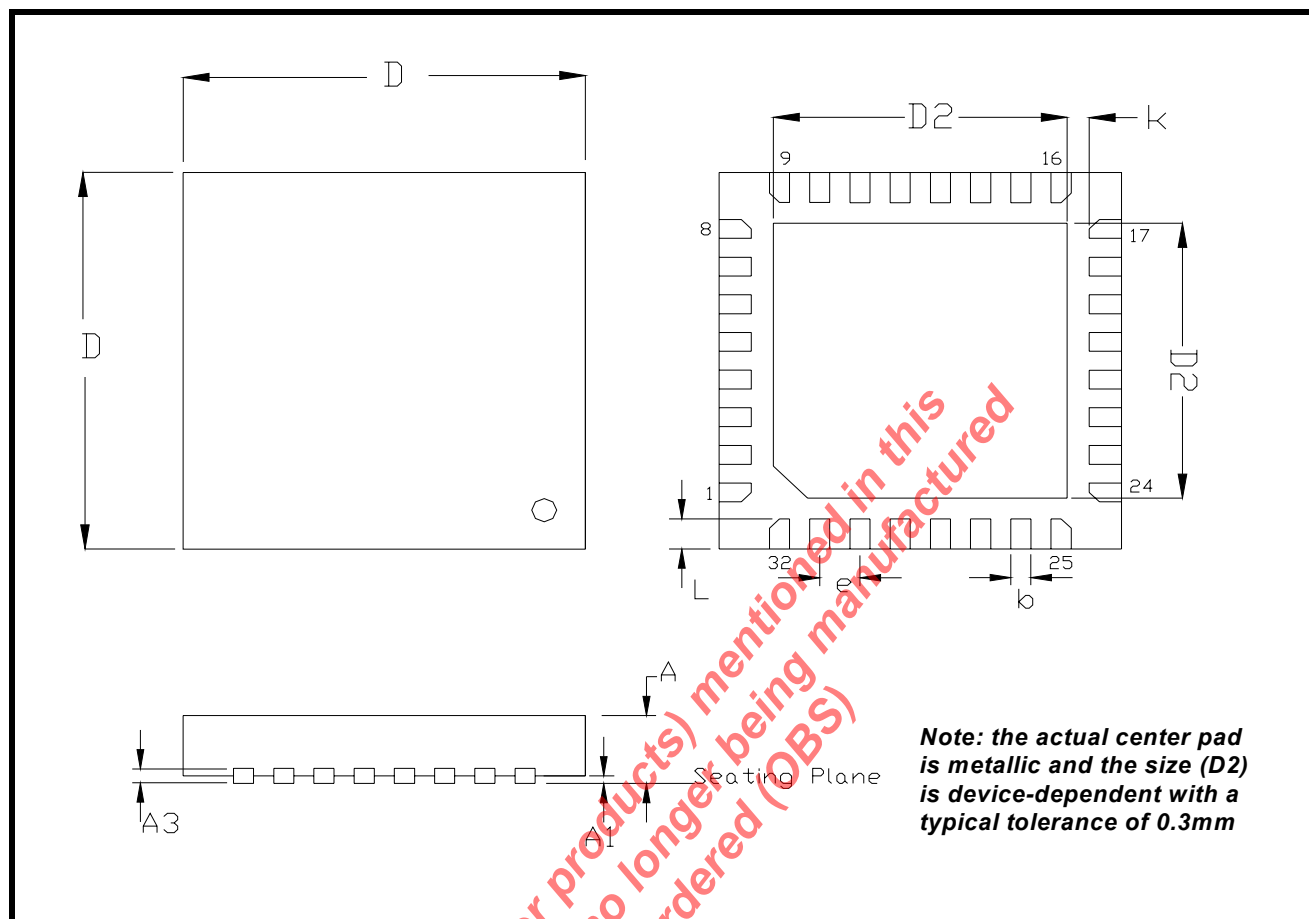 D
D2
k
9
16
8
17
D
D2
1
24
32
25
L
e
b
A
Seating Plane
A3
A1
Note: the actual center pad
is metallic and the size (D2)
is device-dependent with a
typical tolerance of 0.3mm
products) mentioned in this
no longer being manufactured
(OBS)